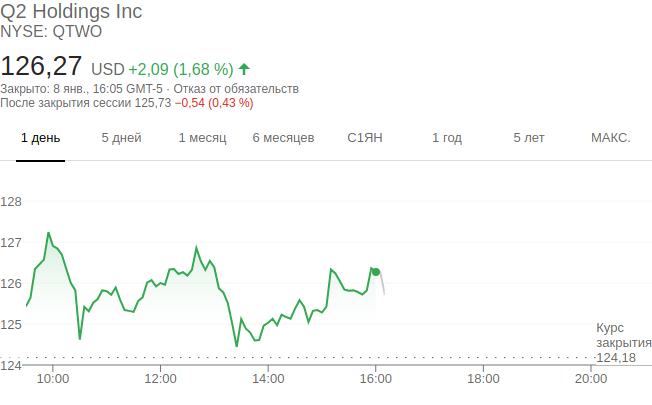 Q2 Holdings Inc
NYSE: QTWO
126,27 USD +2,09 (1,68 %)
Закрыто: 8 янв., 16:05 GMT-5 · Отказ от обязательств
После закрытия сессии 125,73 −0,54 (0,43 %)
1 день 5 дней 1 месяц 6 месяцев С1ЯН 1 год 5 лет МАКС.
128
127
126
125
124
Курс
закрытия
124,18
10:00 12:00 14:00 16:00 18:00 20:00